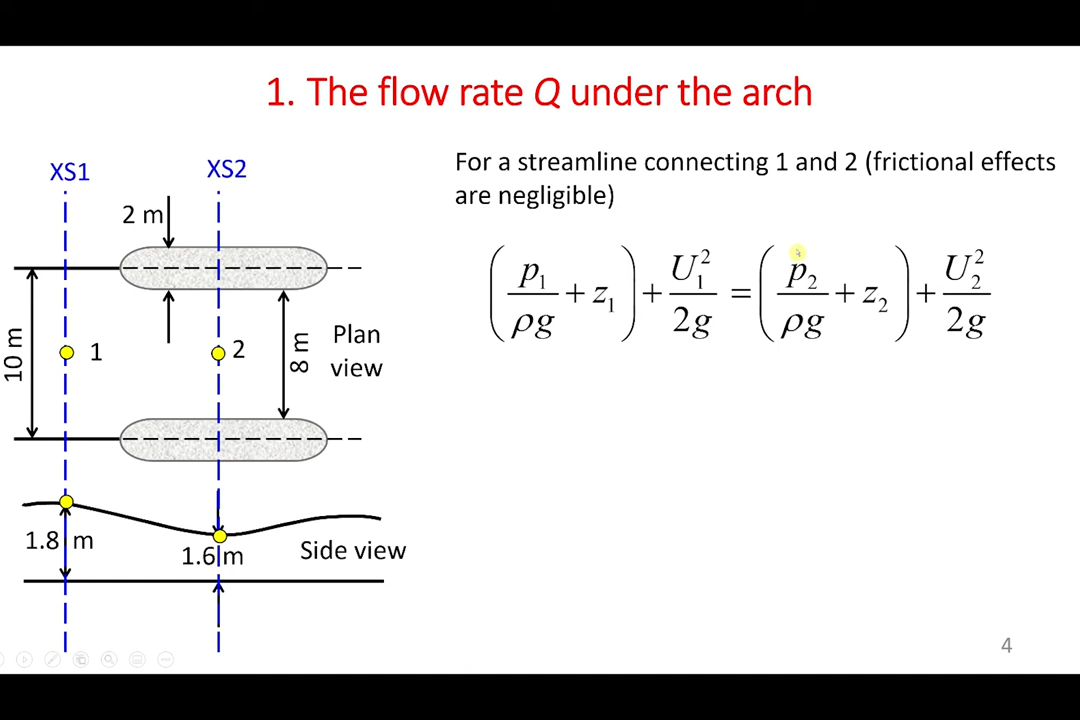 1. The flow rate Q under the arch
XS1
XS2
2 m
10 m
1
2
8 m
Plan
view
1.8 m
1.6 m
Side view
For a streamline connecting 1 and 2 (frictional effects
are negligible)
(p₁/ρg + z₁) + U₁²/2g = (p₂/ρg + z₂) + U₂²/2g
4